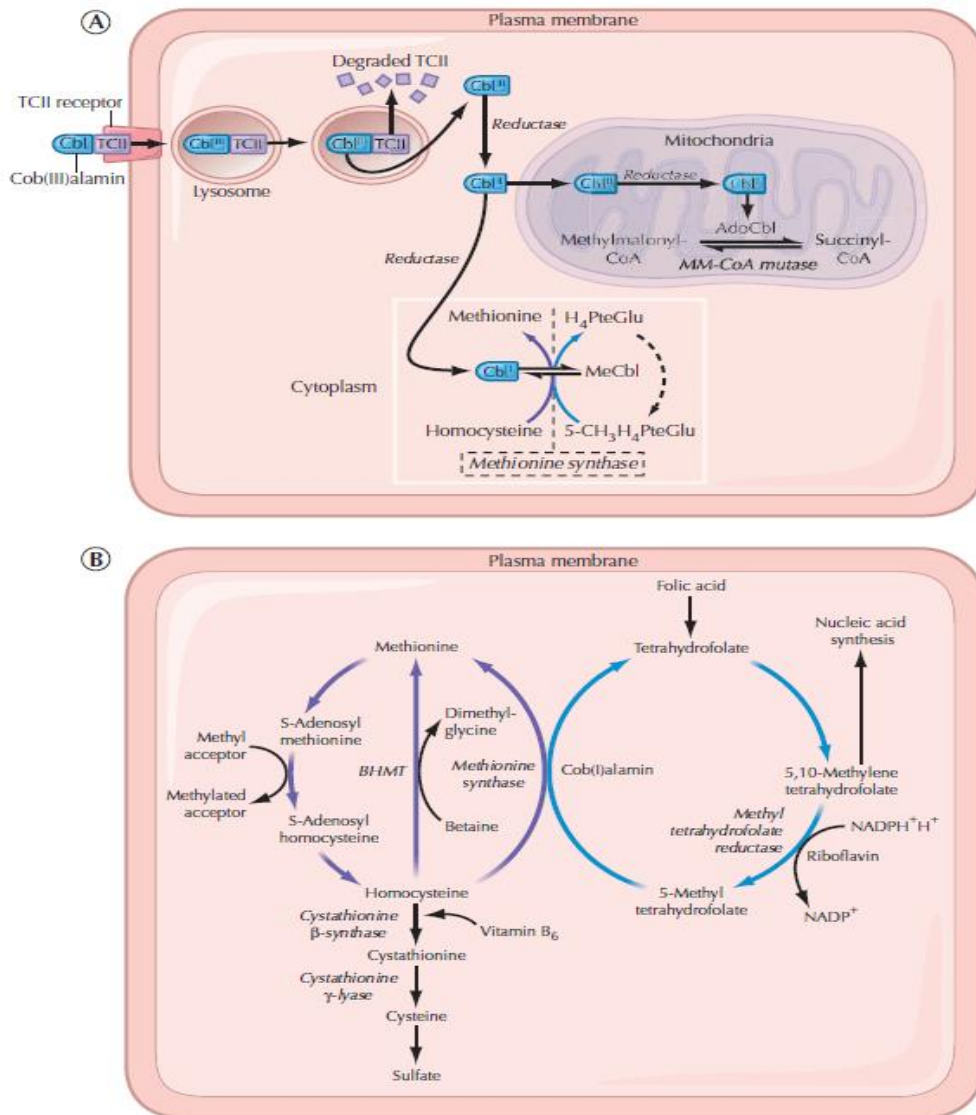 A
Plasma membrane
Degraded TCII
Cbl III
TCII receptor
Reductase
Mitochondria
Cbl TCII
Cbl III TCII
Cbl III TCII
Cob(III)alamin
Lysosome
Cbl II
Cbl II
Reductase
Cbl I
AdoCbl
Methylmalonyl-
CoA
Succinyl-
CoA
MM-CoA mutase
Reductase
Methionine
H4PteGlu
Cytoplasm
Cbl I
MeCbl
Homocysteine
5-CH3H4PteGlu
Methionine synthase
B
Plasma membrane
Folic acid
Nucleic acid
synthesis
Methionine
Tetrahydrofolate
S-Adenosyl
methionine
Dimethyl-
glycine
Methyl
acceptor
BHMT
Methionine
synthase
Cob(I)alamin
5,10-Methylene
tetrahydrofolate
Methylated
acceptor
S-Adenosyl
homocysteine
Betaine
Methyl
tetrahydrofolate
reductase
NADPH+H+
Riboflavin
Homocysteine
5-Methyl
tetrahydrofolate
NADP+
Cystathionine
β-synthase
Vitamin B6
Cystathionine
Cystathionine
γ-lyase
Cysteine
Sulfate